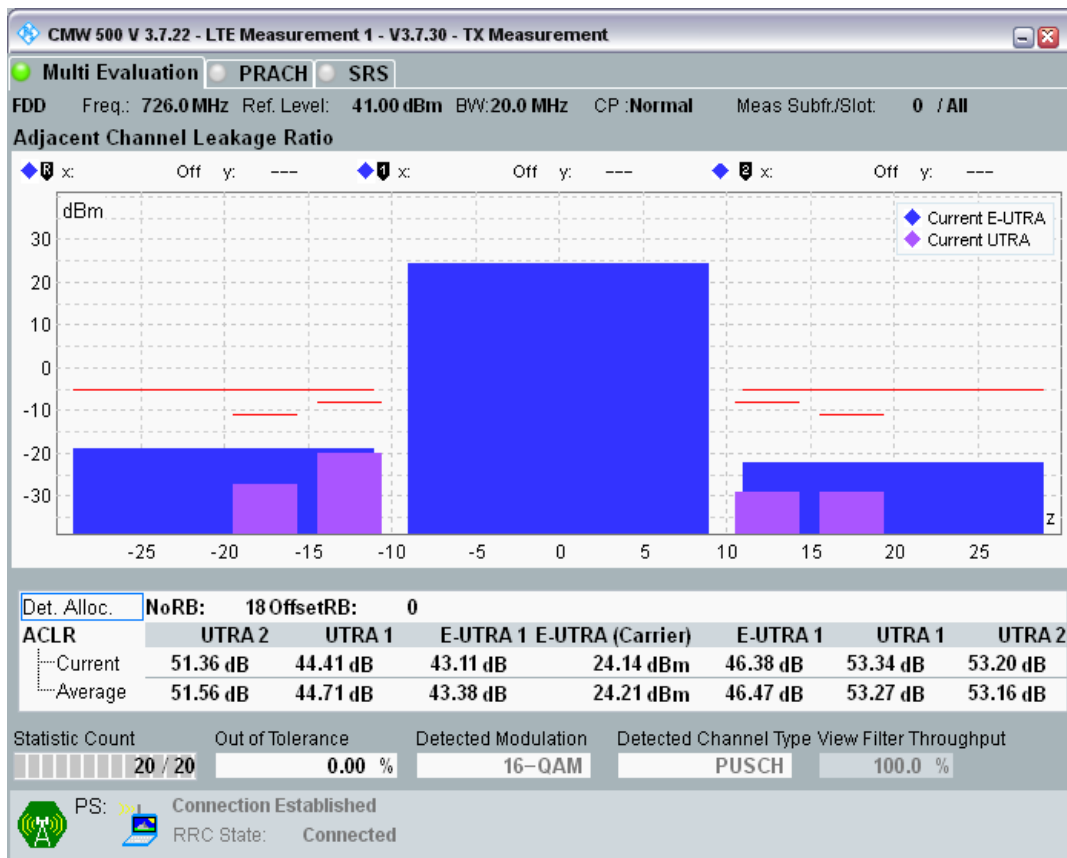 CMW 500 V 3.7.22 - LTE Measurement 1 - V3.7.30 - TX Measurement
Multi Evaluation PRACH SRS
FDD Freq.: 726.0 MHz Ref. Level: 41.00 dBm BW:20.0 MHz CP :Normal Meas Subfr./Slot: 0 / All
Adjacent Channel Leakage Ratio
R x: Off y: --- 1 x: Off y: --- 2 x: Off y: ---
dBm
Current E-UTRA
Current UTRA
30
20
10
0
-10
-20
-30
z
-25 -20 -15 -10 -5 0 5 10 15 20 25
Det. Alloc. NoRB: 18 OffsetRB: 0
ACLR UTRA 2 UTRA 1 E-UTRA 1 E-UTRA (Carrier) E-UTRA 1 UTRA 1 UTRA 2
Current 51.36 dB 44.41 dB 43.11 dB 24.14 dBm 46.38 dB 53.34 dB 53.20 dB
Average 51.56 dB 44.71 dB 43.38 dB 24.21 dBm 46.47 dB 53.27 dB 53.16 dB
Statistic Count Out of Tolerance Detected Modulation Detected Channel Type View Filter Throughput
20 / 20 0.00 % 16-QAM PUSCH 100.0 %
PS: Connection Established
RRC State: Connected